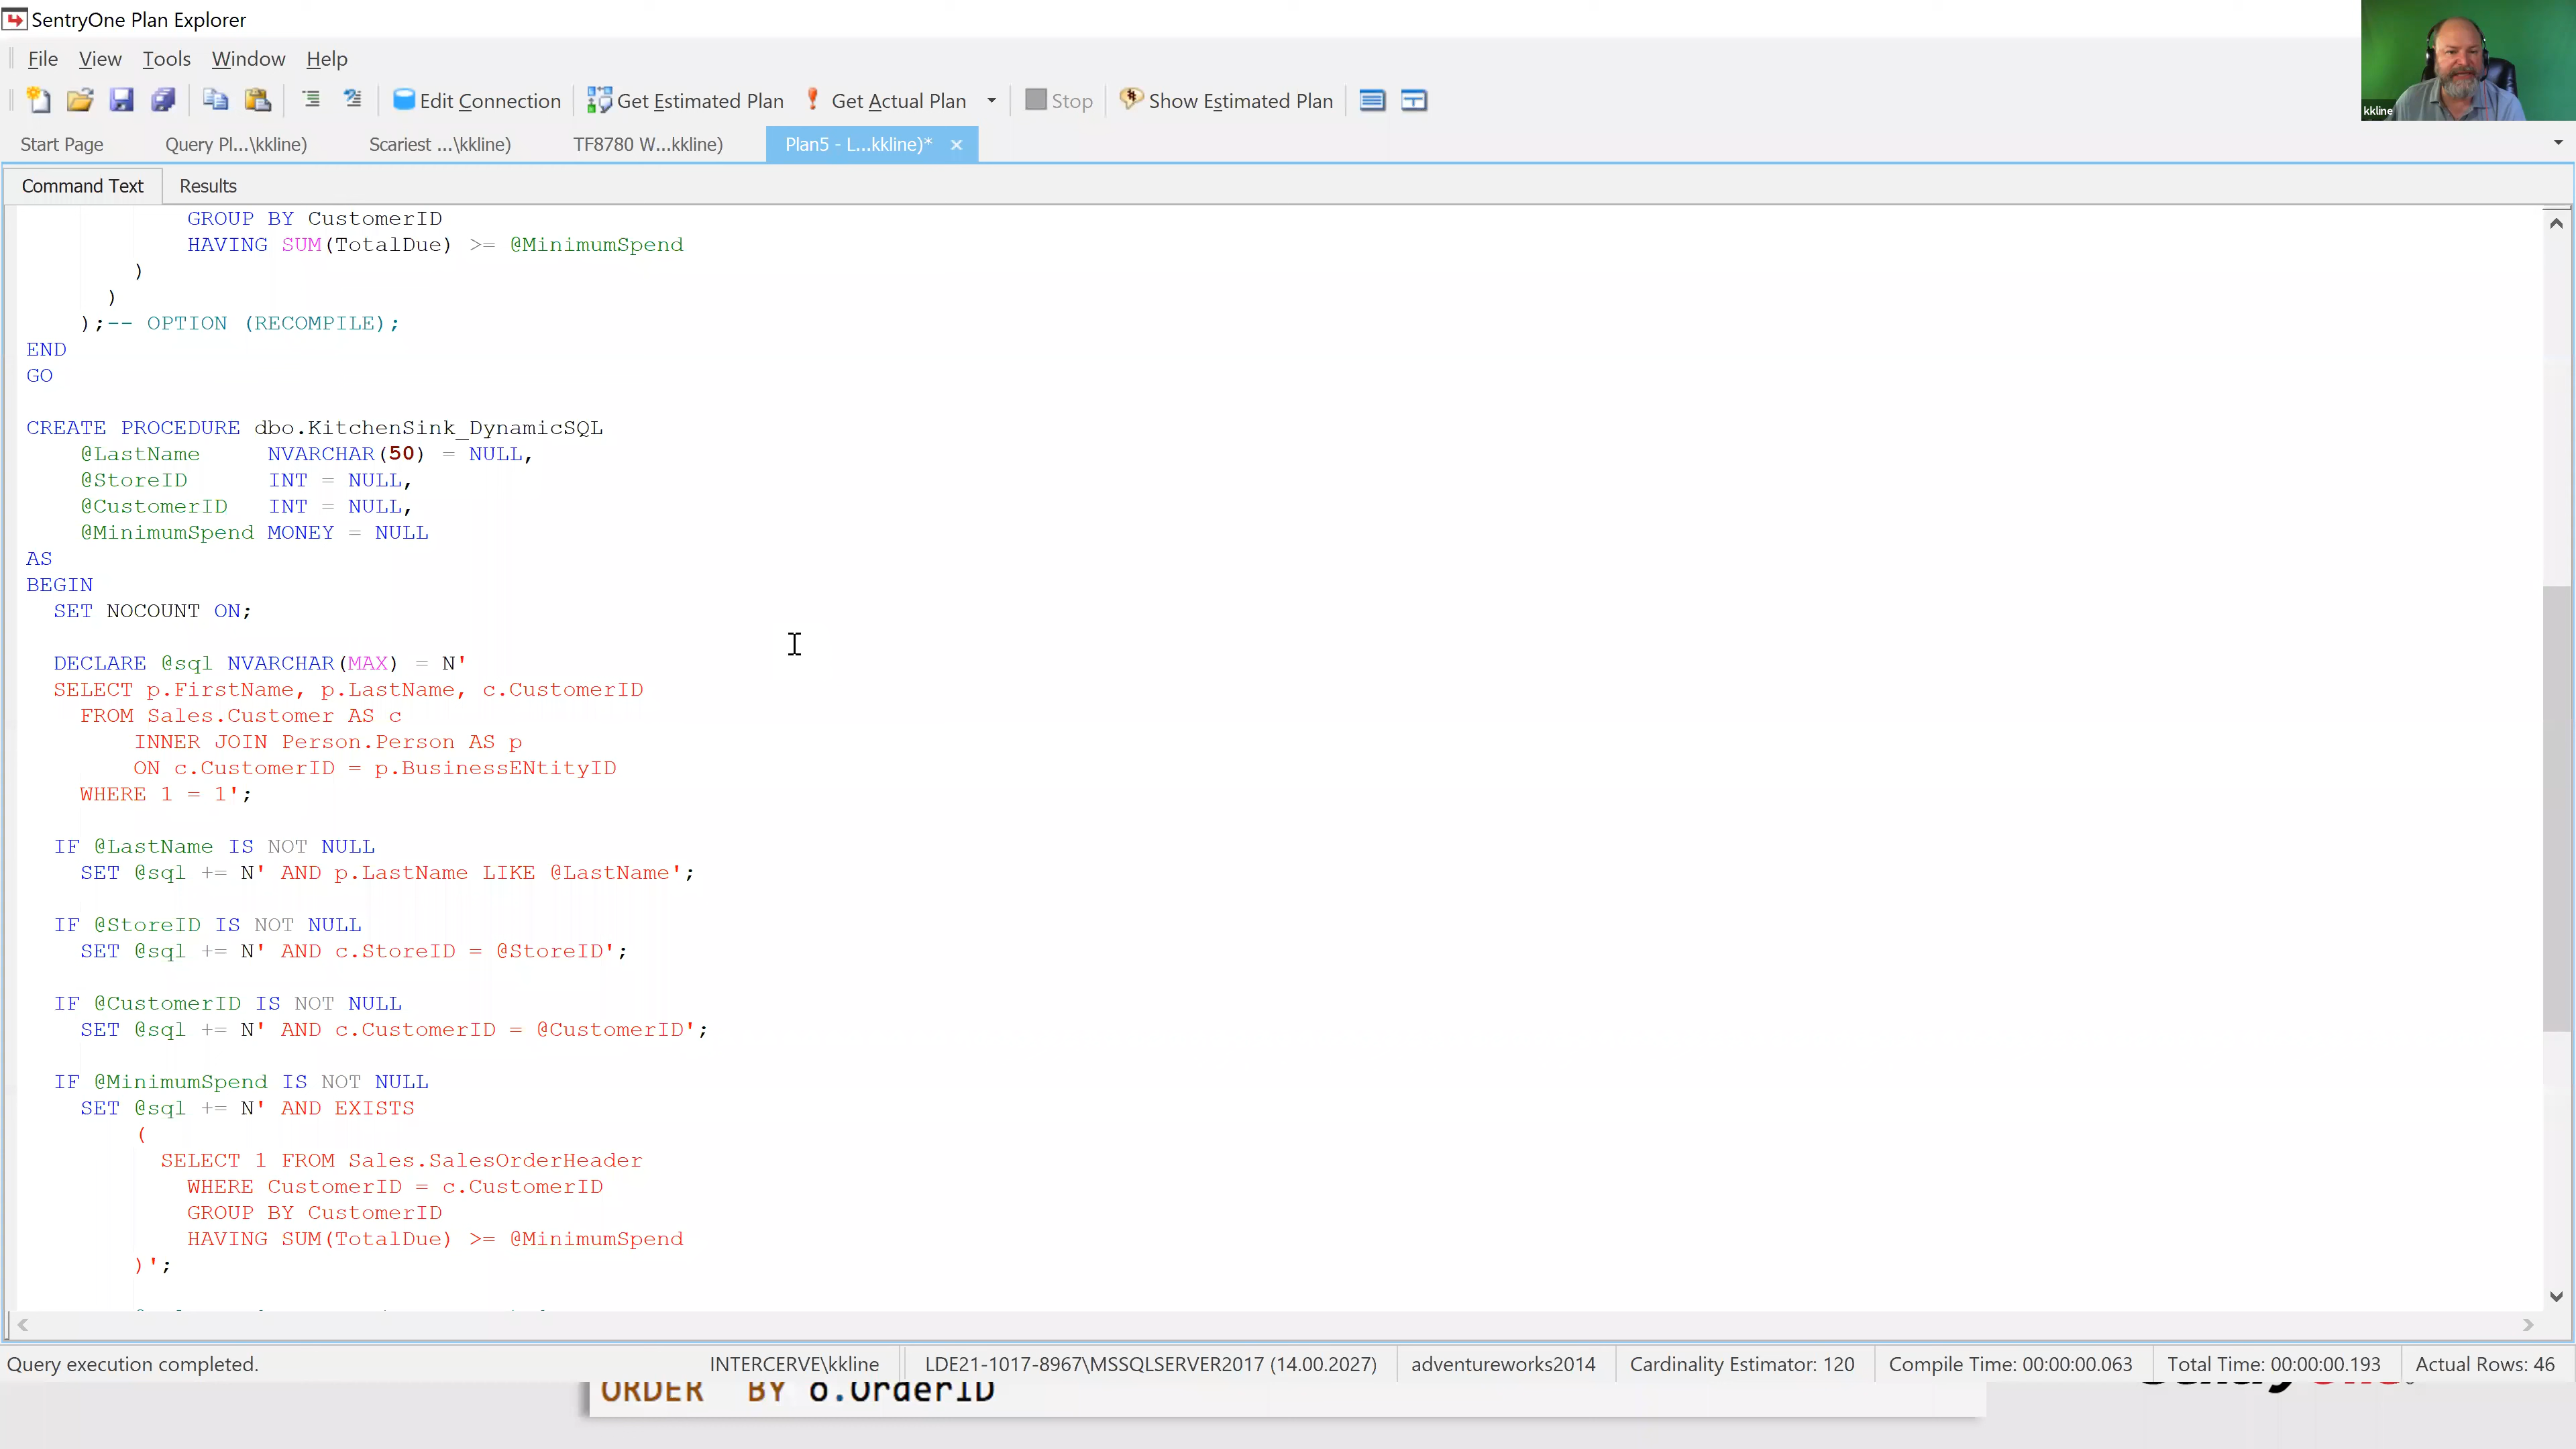 SentryOne Plan Explorer
kkline
File View Tools Window Help
Edit Connection Get Estimated Plan Get Actual Plan Stop Show Estimated Plan
Start Page Query Pl...\kkline) Scariest ...\kkline) TF8780 W...kkline) Plan5 - L...kkline)*
Command Text Results
GROUP BY CustomerID
HAVING SUM(TotalDue) >= @MinimumSpend
)
)
);-- OPTION (RECOMPILE);
END
GO
CREATE PROCEDURE dbo.KitchenSink_DynamicSQL
@LastName NVARCHAR(50) = NULL,
@StoreID INT = NULL,
@CustomerID INT = NULL,
@MinimumSpend MONEY = NULL
AS
BEGIN
SET NOCOUNT ON;
DECLARE @sql NVARCHAR(MAX) = N'
SELECT p.FirstName, p.LastName, c.CustomerID
FROM Sales.Customer AS c
INNER JOIN Person.Person AS p
ON c.CustomerID = p.BusinessENtityID
WHERE 1 = 1';
IF @LastName IS NOT NULL
SET @sql += N' AND p.LastName LIKE @LastName';
IF @StoreID IS NOT NULL
SET @sql += N' AND c.StoreID = @StoreID';
IF @CustomerID IS NOT NULL
SET @sql += N' AND c.CustomerID = @CustomerID';
IF @MinimumSpend IS NOT NULL
SET @sql += N' AND EXISTS
(
SELECT 1 FROM Sales.SalesOrderHeader
WHERE CustomerID = c.CustomerID
GROUP BY CustomerID
HAVING SUM(TotalDue) >= @MinimumSpend
)';
Query execution completed. INTERCERVE\kkline LDE21-1017-8967\MSSQLSERVER2017 (14.00.2027) adventureworks2014 Cardinality Estimator: 120 Compile Time: 00:00:00.063 Total Time: 00:00:00.193 Actual Rows: 46
ORDER BY o.OrderID